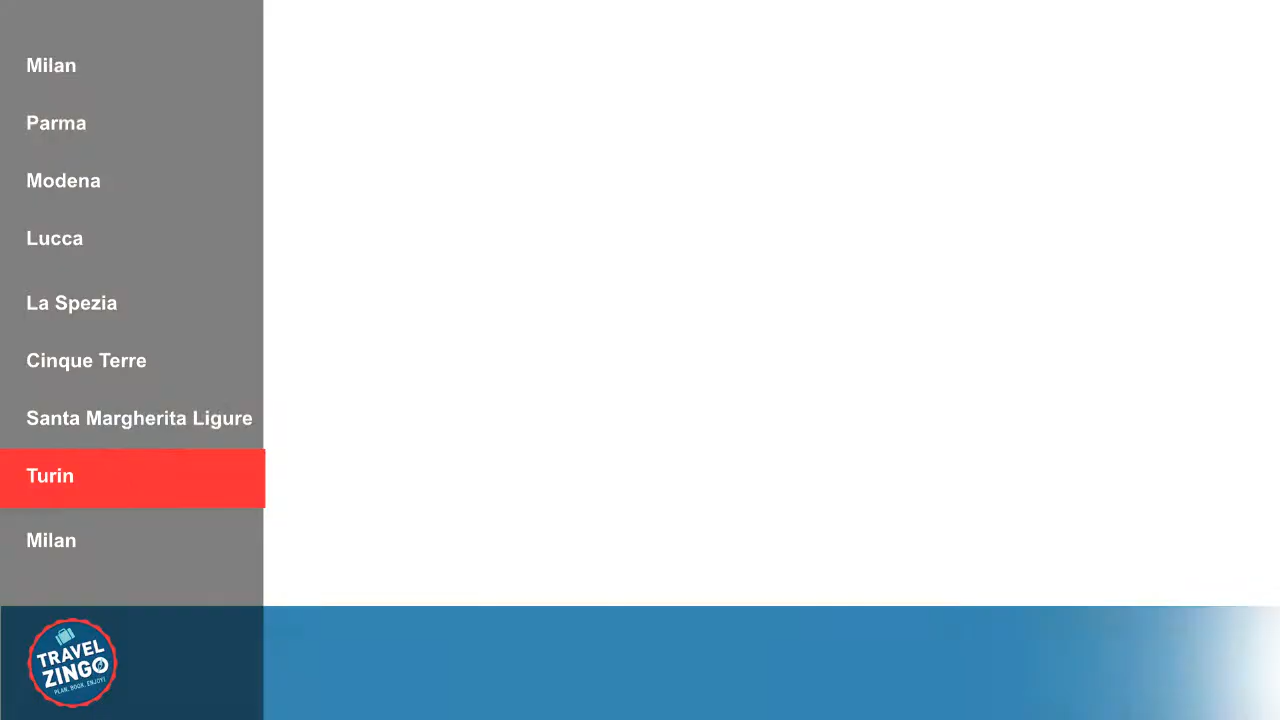 Milan
Parma
Modena
Lucca
La Spezia
Cinque Terre
Santa Margherita Ligure
Turin
Milan
TRAVEL
ZINGO
PLAN, BOOK, ENJOY!